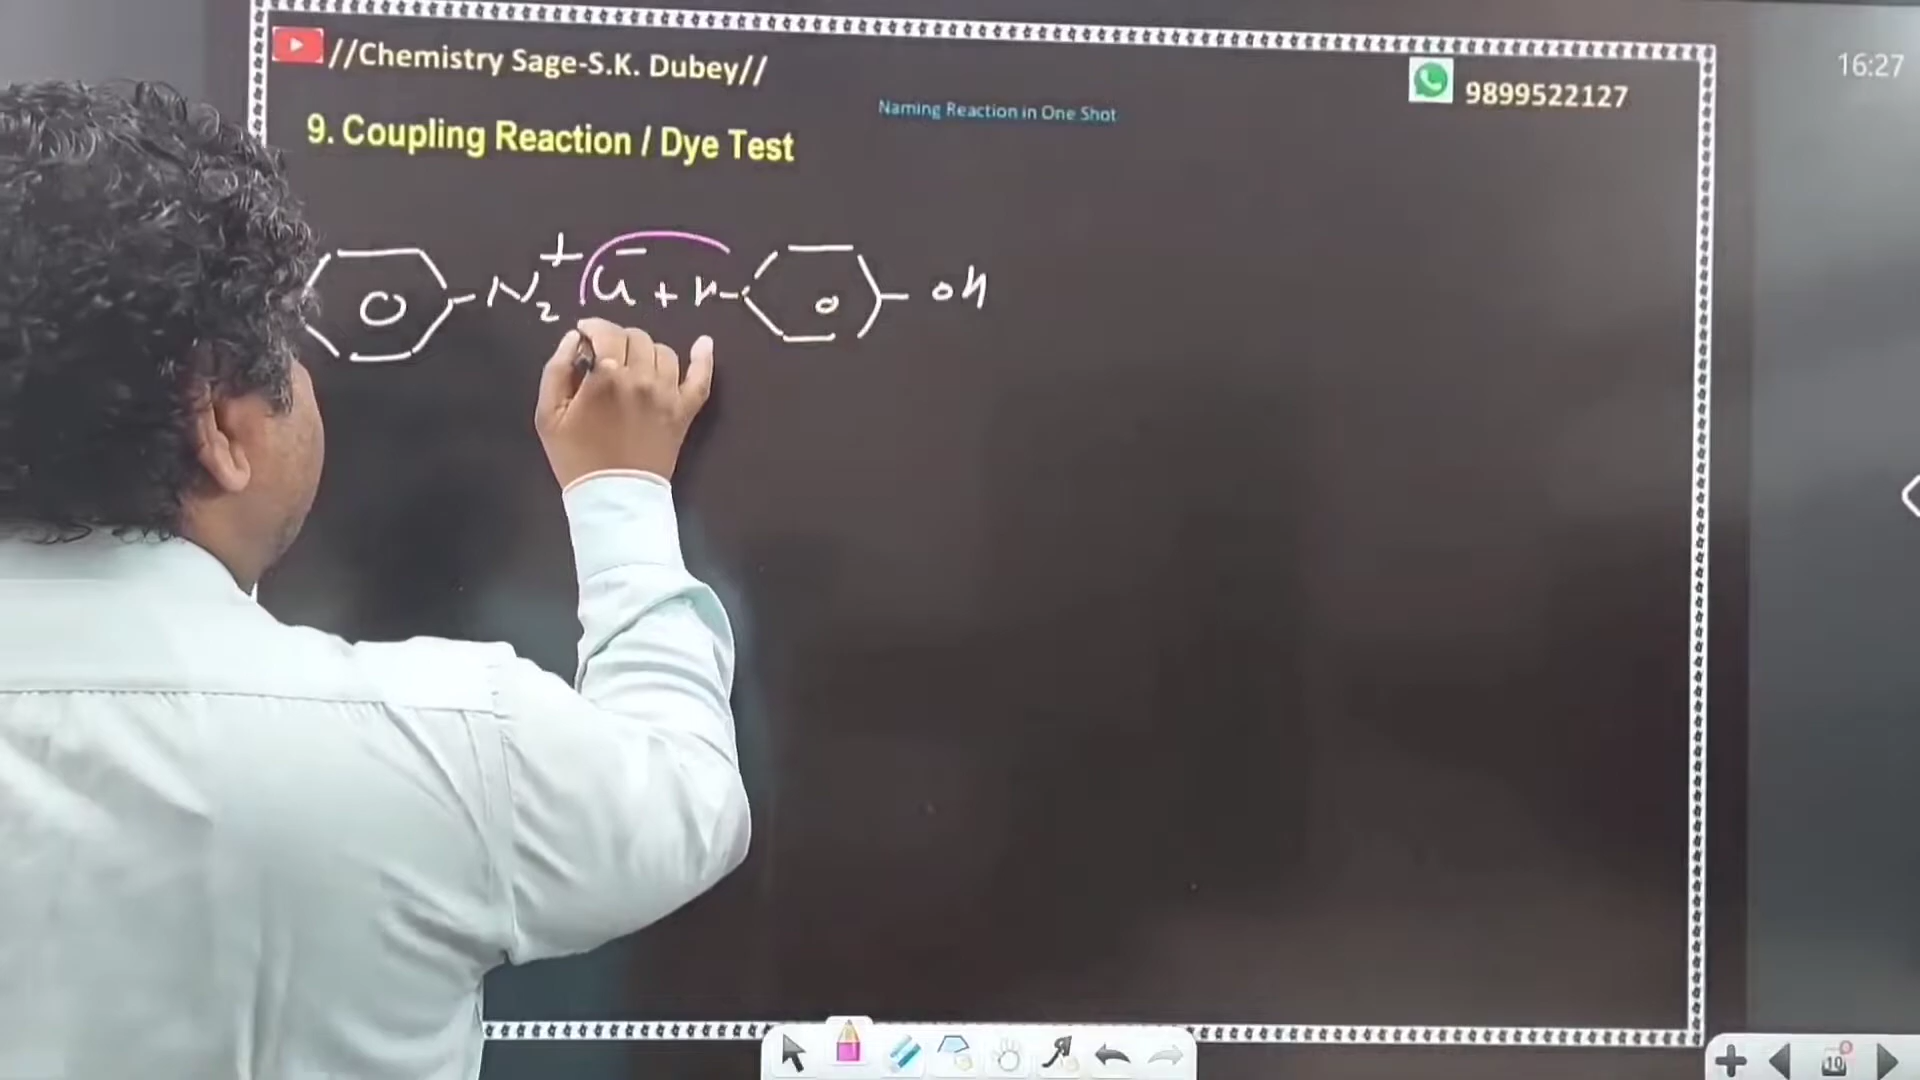 //Chemistry Sage-S.K. Dubey//
16:27
9899522127
Naming Reaction in One Shot
9. Coupling Reaction / Dye Test
N₂⁺ Cl⁻ + H- -OH
10